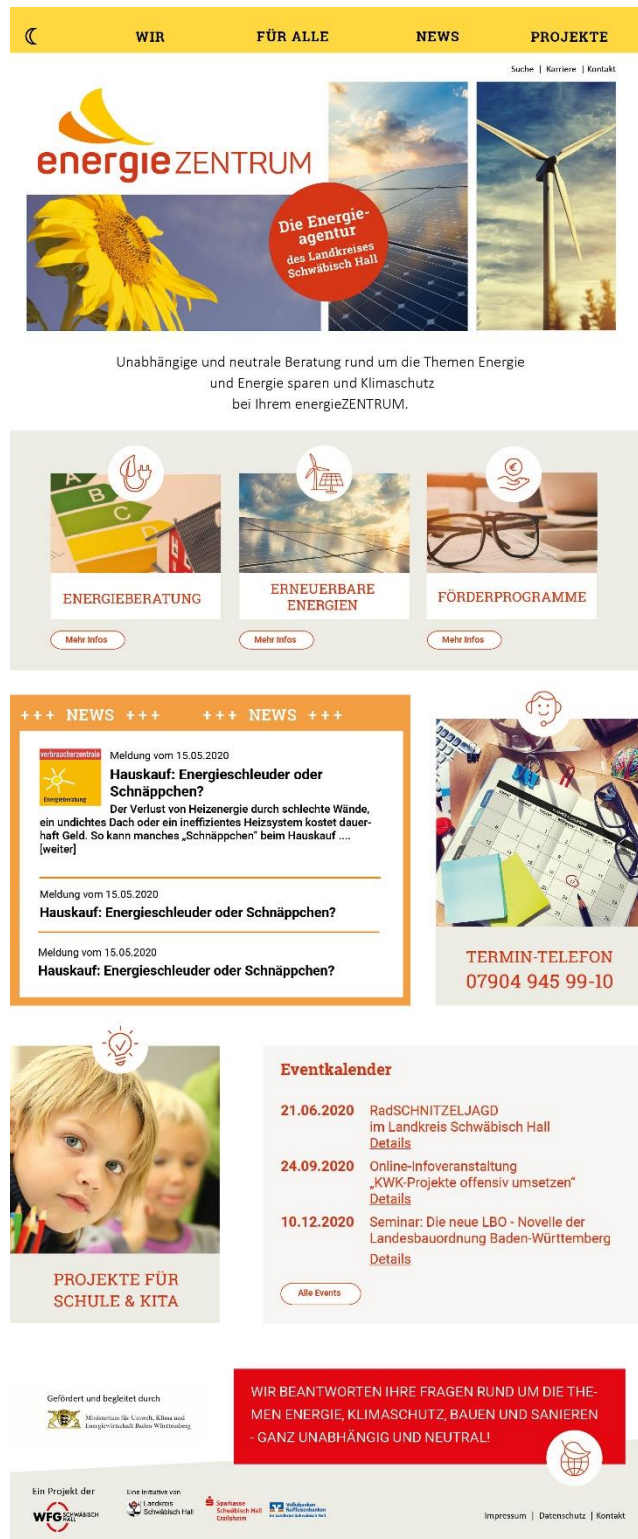 WIR FÜR ALLE NEWS PROJEKTE
Suche | Karriere | Kontakt
energieZENTRUM
Die Energie-
agentur
des Landkreises
Schwäbisch Hall
Unabhängige und neutrale Beratung rund um die Themen Energie
und Energie sparen und Klimaschutz
bei Ihrem energieZENTRUM.
A
B
C
D
€
ENERGIEBERATUNG
ERNEUERBARE
ENERGIEN
FÖRDERPROGRAMME
Mehr Infos
Mehr Infos
Mehr Infos
+++ NEWS +++ +++ NEWS +++
verbraucherzentrale
Energieberatung
Meldung vom 15.05.2020
Hauskauf: Energieschleuder oder
Schnäppchen?
Der Verlust von Heizenergie durch schlechte Wände,
ein undichtes Dach oder ein ineffizientes Heizsystem kostet dauer-
haft Geld. So kann manches „Schnäppchen" beim Hauskauf ....
[weiter]
Meldung vom 15.05.2020
Hauskauf: Energieschleuder oder Schnäppchen?
Meldung vom 15.05.2020
Hauskauf: Energieschleuder oder Schnäppchen?
TERMIN-TELEFON
07904 945 99-10
PROJEKTE FÜR
SCHULE & KITA
Eventkalender
21.06.2020 RadSCHNITZELJAGD
im Landkreis Schwäbisch Hall
Details
24.09.2020 Online-Infoveranstaltung
„KWK-Projekte offensiv umsetzen"
Details
10.12.2020 Seminar: Die neue LBO - Novelle der
Landesbauordnung Baden-Württemberg
Details
Alle Events
Gefördert und begleitet durch
Ministerium für Umwelt, Klima und
Energiewirtschaft Baden-Württemberg
WIR BEANTWORTEN IHRE FRAGEN RUND UM DIE THE-
MEN ENERGIE, KLIMASCHUTZ, BAUEN UND SANIEREN
- GANZ UNABHÄNGIG UND NEUTRAL!
Ein Projekt der
WFG SCHWÄBISCH
HALL
Eine Initiative von
Landkreis
Schwäbisch Hall
Sparkasse
Schwäbisch Hall
Crailsheim
Volksbanken
Raiffeisenbanken
im Landkreis Schwäbisch Hall
Impressum | Datenschutz | Kontakt